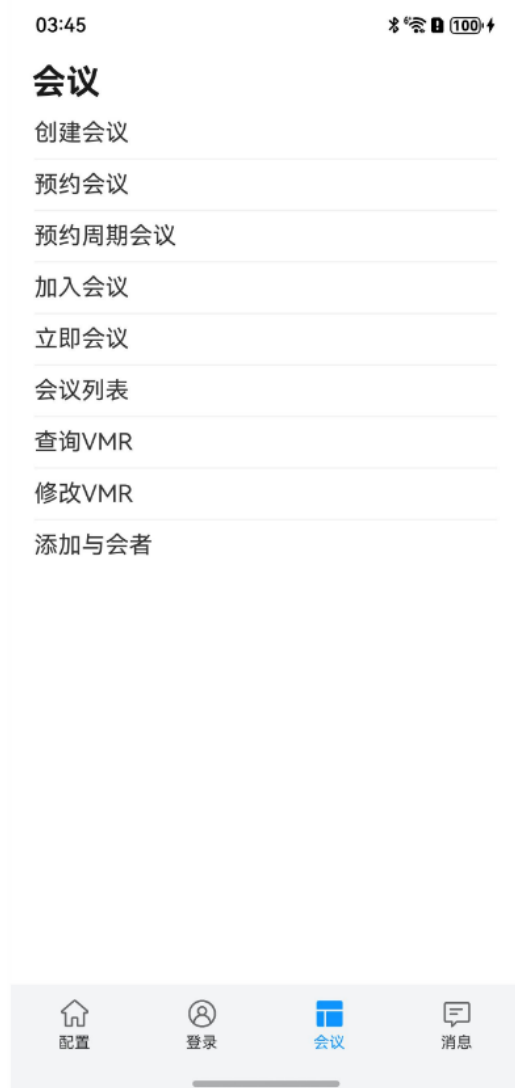 03:45
100
会议
创建会议
预约会议
预约周期会议
加入会议
立即会议
会议列表
查询VMR
修改VMR
添加与会者
配置
登录
会议
消息